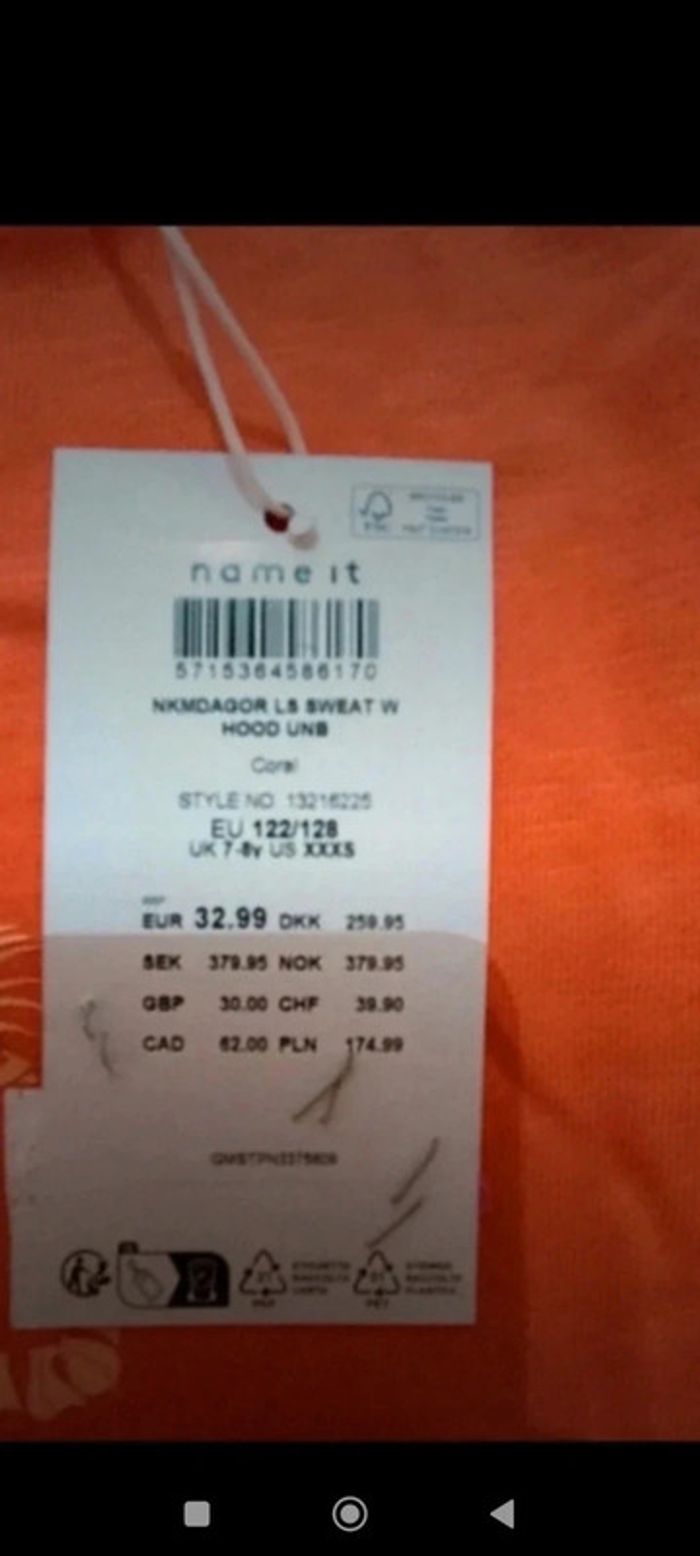 name it
5715364586170
NKMDAGOR LS SWEAT W
HOOD UNB
Coral
STYLE NO. 13216225
EU 122/128
UK 7-8y US XXXS
EUR 32.99 DKK 259.95
SEK 379.95 NOK 379.95
GBP 30.00 CHF 39.90
CAD 62.00 PLN 174.99